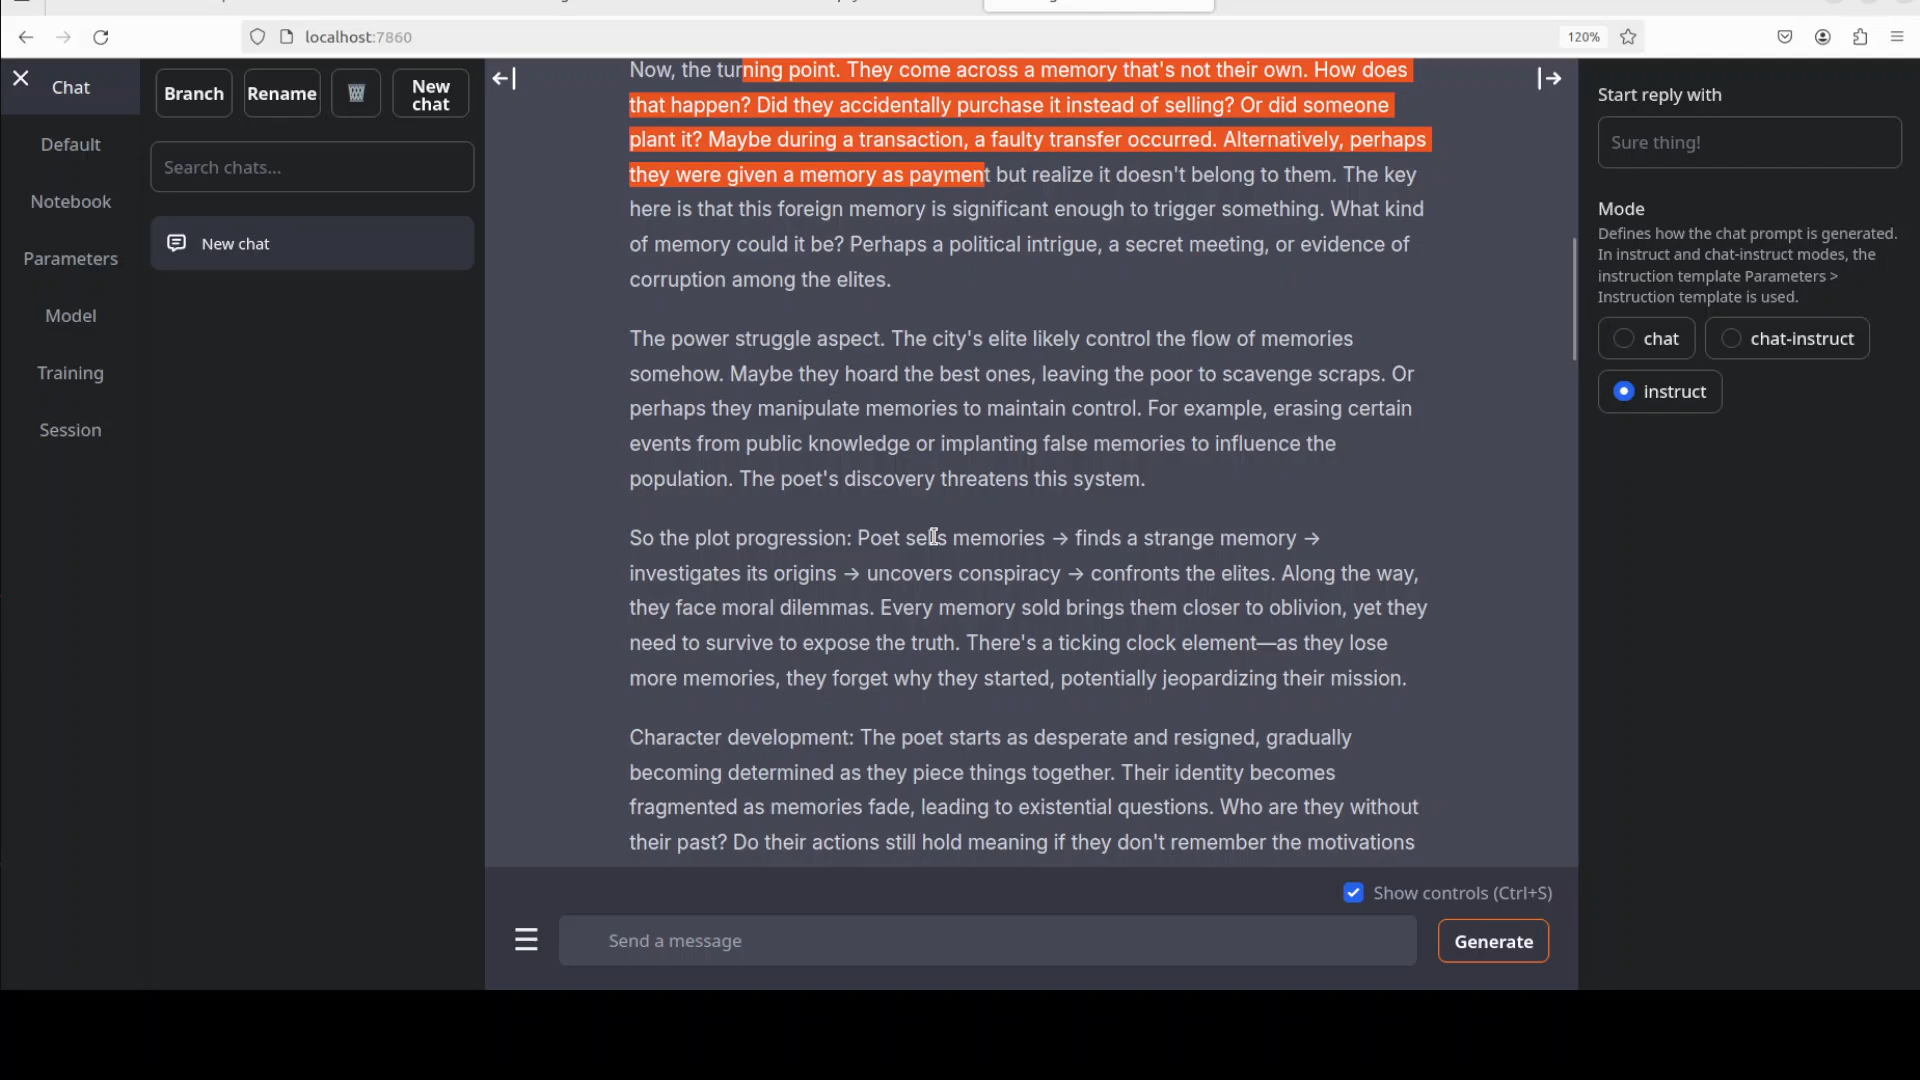 localhost:7860
120%
Chat
Default
Notebook
Parameters
Model
Training
Session
Branch
Rename
New chat
Search chats...
New chat
Now, the turning point. They come across a memory that's not their own. How does
that happen? Did they accidentally purchase it instead of selling? Or did someone
plant it? Maybe during a transaction, a faulty transfer occurred. Alternatively, perhaps
they were given a memory as payment but realize it doesn't belong to them. The key
here is that this foreign memory is significant enough to trigger something. What kind
of memory could it be? Perhaps a political intrigue, a secret meeting, or evidence of
corruption among the elites.
The power struggle aspect. The city's elite likely control the flow of memories
somehow. Maybe they hoard the best ones, leaving the poor to scavenge scraps. Or
perhaps they manipulate memories to maintain control. For example, erasing certain
events from public knowledge or implanting false memories to influence the
population. The poet's discovery threatens this system.
So the plot progression: Poet sells memories → finds a strange memory →
investigates its origins → uncovers conspiracy → confronts the elites. Along the way,
they face moral dilemmas. Every memory sold brings them closer to oblivion, yet they
need to survive to expose the truth. There's a ticking clock element—as they lose
more memories, they forget why they started, potentially jeopardizing their mission.
Character development: The poet starts as desperate and resigned, gradually
becoming determined as they piece things together. Their identity becomes
fragmented as memories fade, leading to existential questions. Who are they without
their past? Do their actions still hold meaning if they don't remember the motivations
Show controls (Ctrl+S)
Send a message
Generate
Start reply with
Sure thing!
Mode
Defines how the chat prompt is generated.
In instruct and chat-instruct modes, the
instruction template Parameters >
Instruction template is used.
chat
chat-instruct
instruct